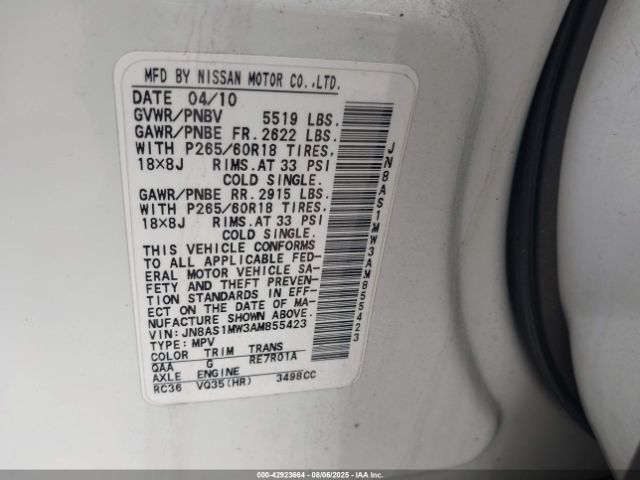 MFD BY NISSAN MOTOR CO.,LTD.
DATE 04/10
GVWR/PNBV 5519 LBS.
GAWR/PNBE FR. 2622 LBS.
WITH P265/60R18 TIRES,
18×8J RIMS.AT 33 PSI
COLD SINGLE.
GAWR/PNBE RR. 2915 LBS.
WITH P265/60R18 TIRES,
18×8J RIMS.AT 33 PSI
COLD SINGLE.
THIS VEHICLE CONFORMS
TO ALL APPLICABLE FED-
ERAL MOTOR VEHICLE SA-
FETY AND THEFT PREVEN-
TION STANDARDS IN EFF-
ECT ON THE DATE OF MA-
NUFACTURE SHOWN ABOVE.
VIN: JN8AS1MW3AM855423
TYPE: MPV
COLOR TRIM TRANS
QAA G RE7R01A
AXLE ENGINE
RC36 VQ35(HR) 3498CC
JN8AS1MW3AM855423
000-42923664 | 08/06/2025 - IAAI.COM